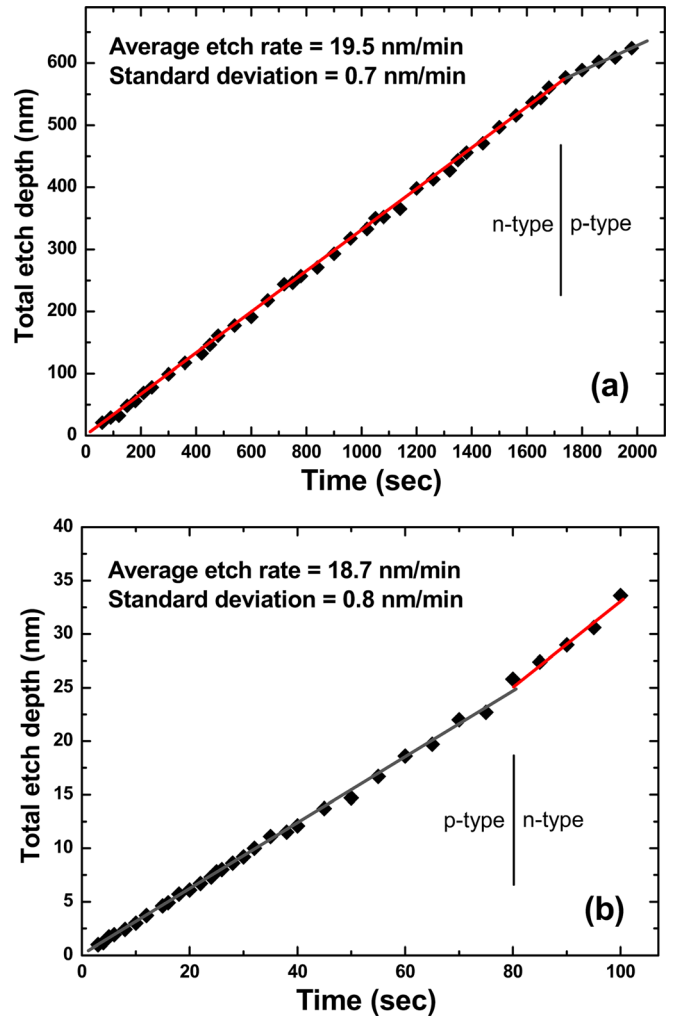 Average etch rate = 19.5 nm/min
Standard deviation = 0.7 nm/min
Total etch depth (nm)
600
500
400
300
200
100
0
n-type p-type
(a)
0 200 400 600 800 1000 1200 1400 1600 1800 2000
Time (sec)
Average etch rate = 18.7 nm/min
Standard deviation = 0.8 nm/min
Total etch depth (nm)
40
35
30
25
20
15
10
5
0
p-type n-type
(b)
0 20 40 60 80 100
Time (sec)